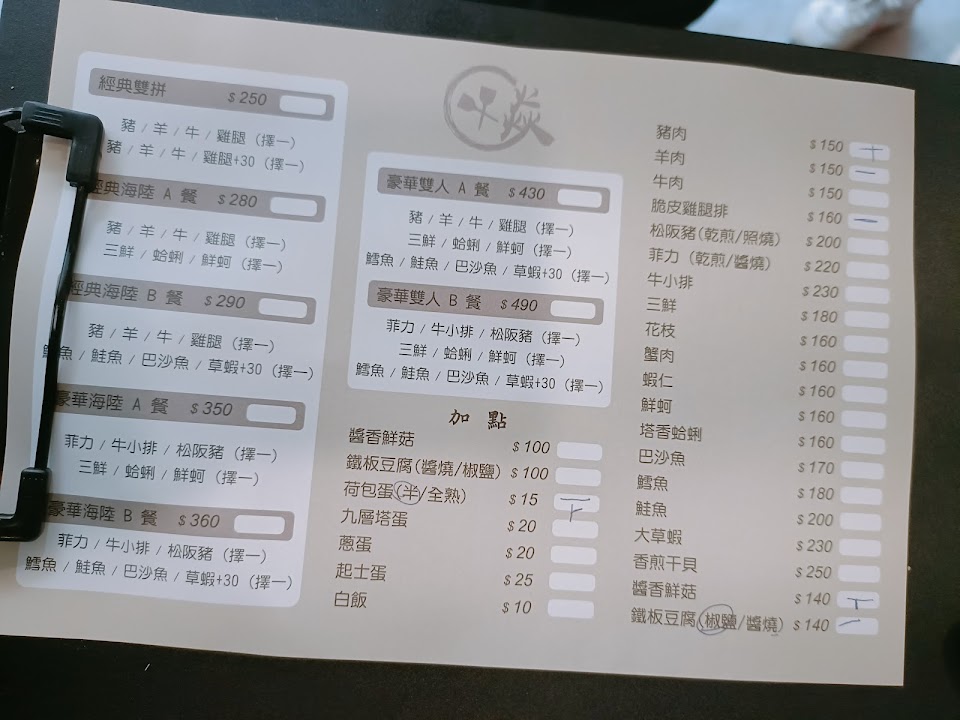 經典雙拼 $250
豬 / 羊 / 牛 / 雞腿 (擇一)
豬 / 羊 / 牛 / 雞腿+30 (擇一)
經典海陸 A 餐 $280
豬 / 羊 / 牛 / 雞腿 (擇一)
三鮮 / 蛤蜊 / 鮮蚵 (擇一)
經典海陸 B 餐 $290
豬 / 羊 / 牛 / 雞腿 (擇一)
鱈魚 / 鮭魚 / 巴沙魚 / 草蝦+30 (擇一)
豪華海陸 A 餐 $350
菲力 / 牛小排 / 松阪豬 (擇一)
三鮮 / 蛤蜊 / 鮮蚵 (擇一)
豪華海陸 B 餐 $360
菲力 / 牛小排 / 松阪豬 (擇一)
鱈魚 / 鮭魚 / 巴沙魚 / 草蝦+30 (擇一)
火焱
豪華雙人 A 餐 $430
豬 / 羊 / 牛 / 雞腿 (擇一)
三鮮 / 蛤蜊 / 鮮蚵 (擇一)
鱈魚 / 鮭魚 / 巴沙魚 / 草蝦+30 (擇一)
豪華雙人 B 餐 $490
菲力 / 牛小排 / 松阪豬 (擇一)
三鮮 / 蛤蜊 / 鮮蚵 (擇一)
鱈魚 / 鮭魚 / 巴沙魚 / 草蝦+30 (擇一)
加 點
醬香鮮菇 $100
鐵板豆腐(醬燒/椒鹽) $100
荷包蛋(半/全熟) $15
九層塔蛋 $20
蔥蛋 $20
起士蛋 $25
白飯 $10
豬肉 $150
羊肉 $150
牛肉 $150
脆皮雞腿排 $160
松阪豬(乾煎/照燒) $200
菲力 (乾煎/醬燒) $220
牛小排 $230
三鮮 $180
花枝 $160
蟹肉 $160
蝦仁 $160
鮮蚵 $160
塔香蛤蜊 $160
巴沙魚 $170
鱈魚 $180
鮭魚 $200
大草蝦 $230
香煎干貝 $250
醬香鮮菇 $140
鐵板豆腐(椒鹽/醬燒) $140